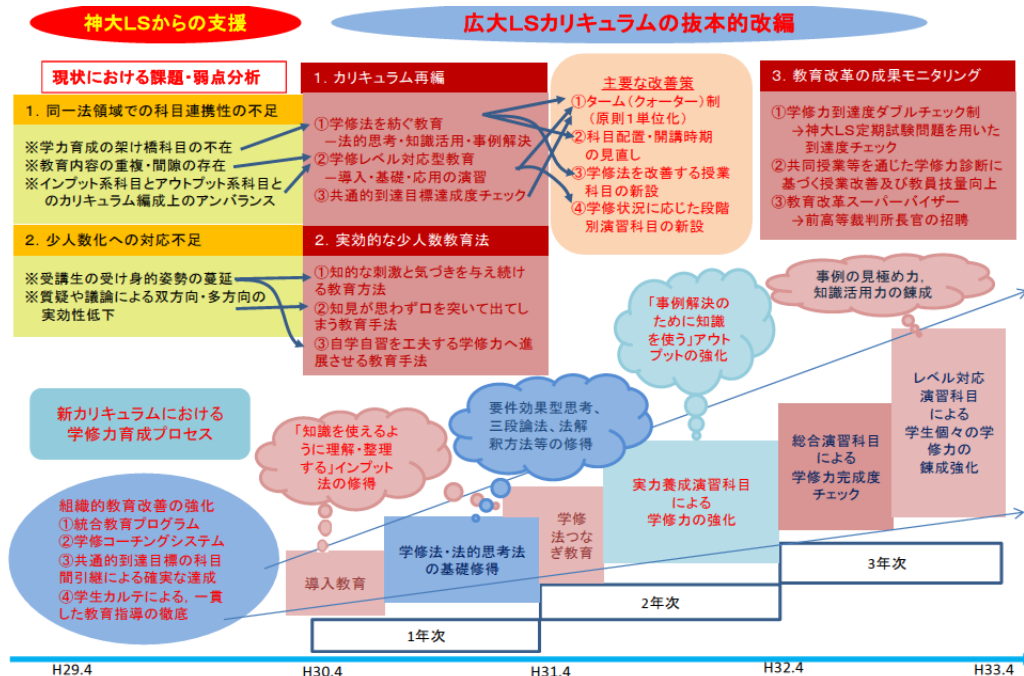 神大LSからの支援
広大LSカリキュラムの抜本的改編
現状における課題・弱点分析
1. 同一法領域での科目連携性の不足
※学力育成の架け橋科目の不在
※教育内容の重複・間隙の存在
※インプット系科目とアウトプット系科目と
のカリキュラム編成上のアンバランス
2. 少人数化への対応不足
※受講生の受け身的姿勢の蔓延
※質疑や議論による双方向・多方向の
実効性低下
1. カリキュラム再編
①学修法を紡ぐ教育
―法的思考・知識活用・事例解決
②学修レベル対応型教育
―導入・基礎・応用の演習
③共通的到達目標達成度チェック
2. 実効的な少人数教育法
①知的な刺激と気づきを与え続け
る教育方法
②知見が思わず口を突いて出てし
まう教育手法
③自学自習を工夫する学修力へ進
展させる教育手法
主要な改善策
①ターム(クォーター)制
(原則1単位化)
②科目配置・開講時期
の見直し
③学修法を改善する授業
科目の新設
④学修状況に応じた段階
別演習科目の新設
3. 教育改革の成果モニタリング
①学修力到達度ダブルチェック制
→神大LS定期試験問題を用いた
到達度チェック
②共同授業等を通じた学修力診断に
基づく授業改善及び教員技量向上
③教育改革スーパーバイザー
→前高等裁判所長官の招聘
新カリキュラムにおける
学修力育成プロセス
組織的教育改善の強化
①統合教育プログラム
②学修コーチングシステム
③共通的到達目標の科目
間引継による確実な達成
④学生カルテによる、一貫
した教育指導の徹底
「知識を使えるよ
うに理解・整理
する」インプット
法の修得
要件効果型思考、
三段論法、法解
釈方法等の修得
「事例解決の
ために知識
を使う」アウト
プットの強化
事例の見極め力,
知識活用力の錬成
導入教育
学修法・法的思考法
の基礎修得
学修
法つな
ぎ教育
実力養成演習科目
による
学修力の強化
総合演習科目
による
学修力完成度
チェック
レベル対応
演習科目
による
学生個々の学
修力の
錬成強化
1年次
2年次
3年次
H29.4
H30.4
H31.4
H32.4
H33.4